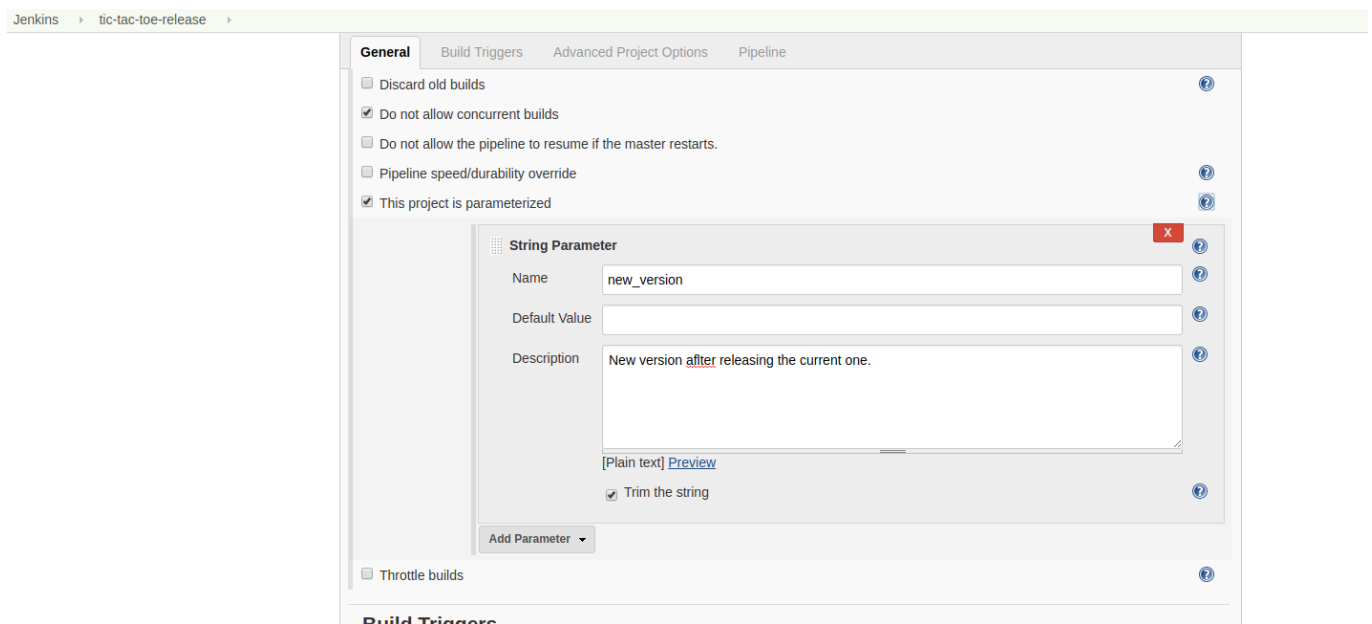 Jenkins tic-tac-toe-release
General Build Triggers Advanced Project Options Pipeline
Discard old builds
Do not allow concurrent builds
Do not allow the pipeline to resume if the master restarts.
Pipeline speed/durability override
This project is parameterized
X
String Parameter
Name new_version
Default Value
Description New version aflter releasing the current one.
[Plain text] Preview
Trim the string
Add Parameter
Throttle builds
Build Triggers